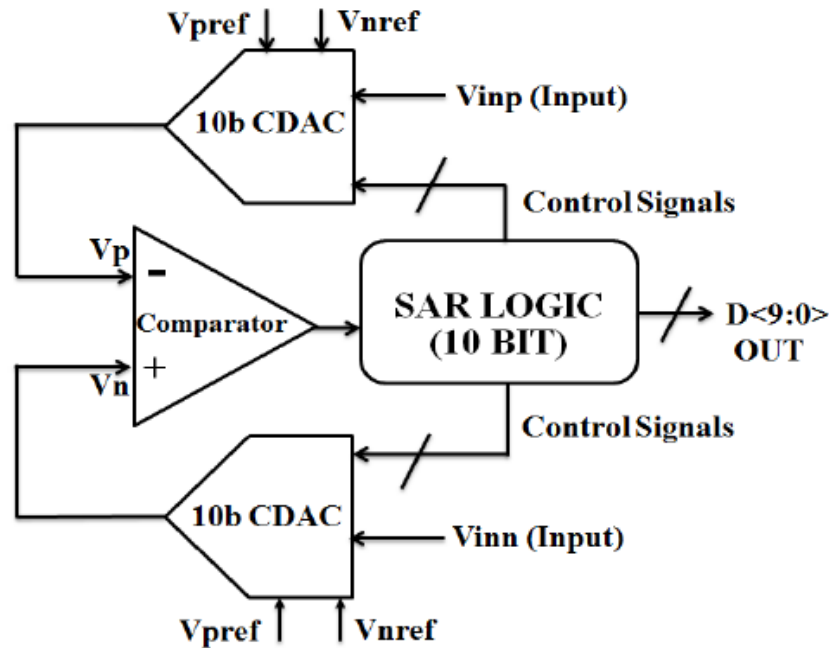 Vpref Vnref
10b CDAC
Vinp (Input)
Control Signals
Vp
-
Comparator
SAR LOGIC
(10 BIT)
D<9:0>
OUT
+
Vn
Control Signals
10b CDAC
Vinn (Input)
Vpref Vnref